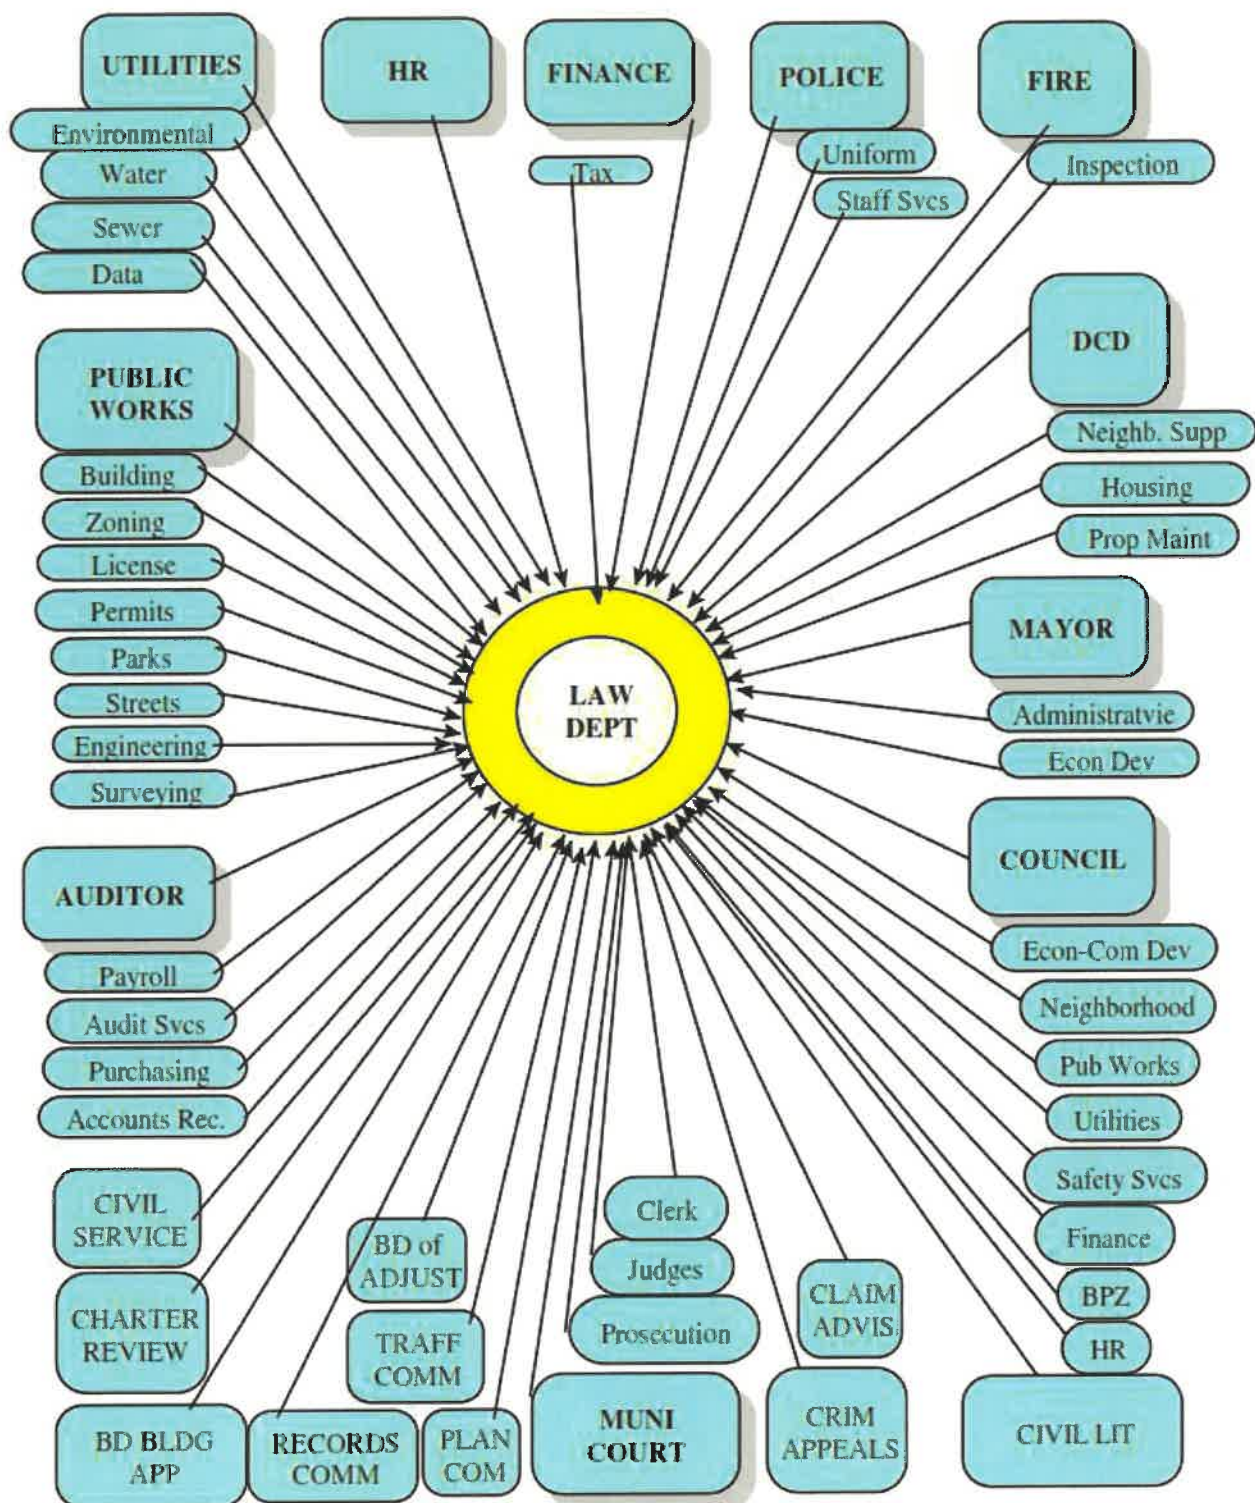 UTILITIES
Environmental
Water
Sewer
Data
HR
FINANCE
Tax
POLICE
Uniform
Staff Svcs
FIRE
Inspection
DCD
Neighb. Supp
Housing
Prop Maint
PUBLIC
WORKS
Building
Zoning
License
Permits
Parks
Streets
Engineering
Surveying
LAW
DEPT
MAYOR
Administratvie
Econ Dev
COUNCIL
Econ-Com Dev
Neighborhood
Pub Works
Utilities
Safety Svcs
Finance
BPZ
HR
AUDITOR
Payroll
Audit Svcs
Purchasing
Accounts Rec.
CIVIL
SERVICE
CHARTER
REVIEW
BD BLDG
APP
RECORDS
COMM
BD of
ADJUST
TRAFF
COMM
PLAN
COM
Clerk
Judges
Prosecution
MUNI
COURT
CLAIM
ADVIS.
CRIM
APPEALS
CIVIL LIT